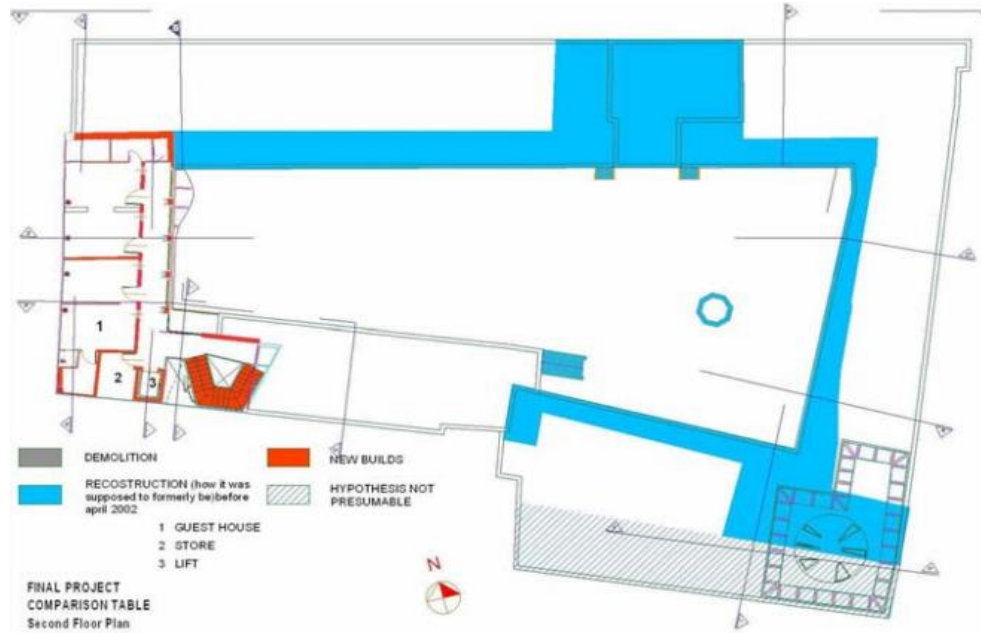 1
2
3
DEMOLITION
NEW BUILDS
RECOSTRUCTION (how it was
supposed to formerly be)before
april 2002
HYPOTHESIS NOT
PRESUMABLE
1 GUEST HOUSE
2 STORE
3 LIFT
N
FINAL PROJECT
COMPARISON TABLE
Second Floor Plan